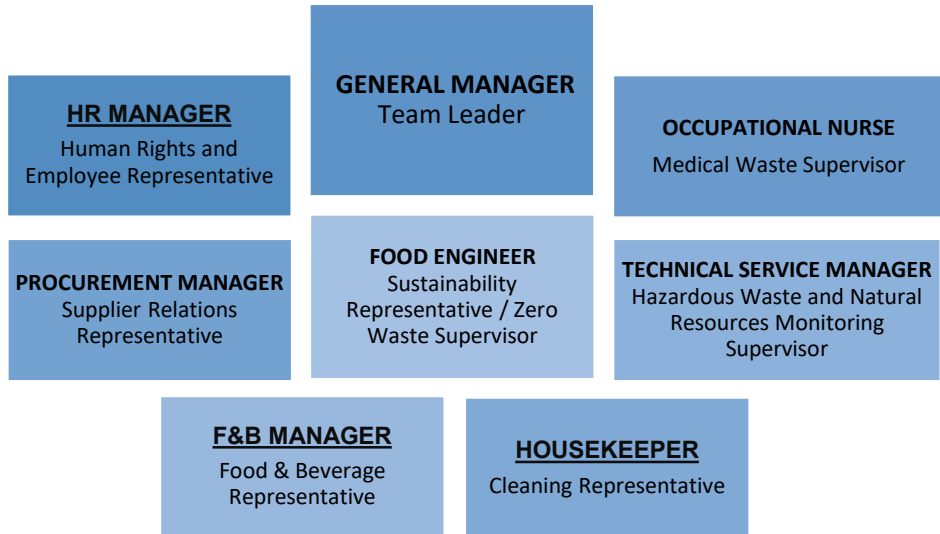 GENERAL MANAGER
Team Leader
HR MANAGER
Human Rights and
Employee Representative
OCCUPATIONAL NURSE
Medical Waste Supervisor
PROCUREMENT MANAGER
Supplier Relations
Representative
FOOD ENGINEER
Sustainability
Representative / Zero
Waste Supervisor
TECHNICAL SERVICE MANAGER
Hazardous Waste and Natural
Resources Monitoring
Supervisor
F&B MANAGER
Food & Beverage
Representative
HOUSEKEEPER
Cleaning Representative